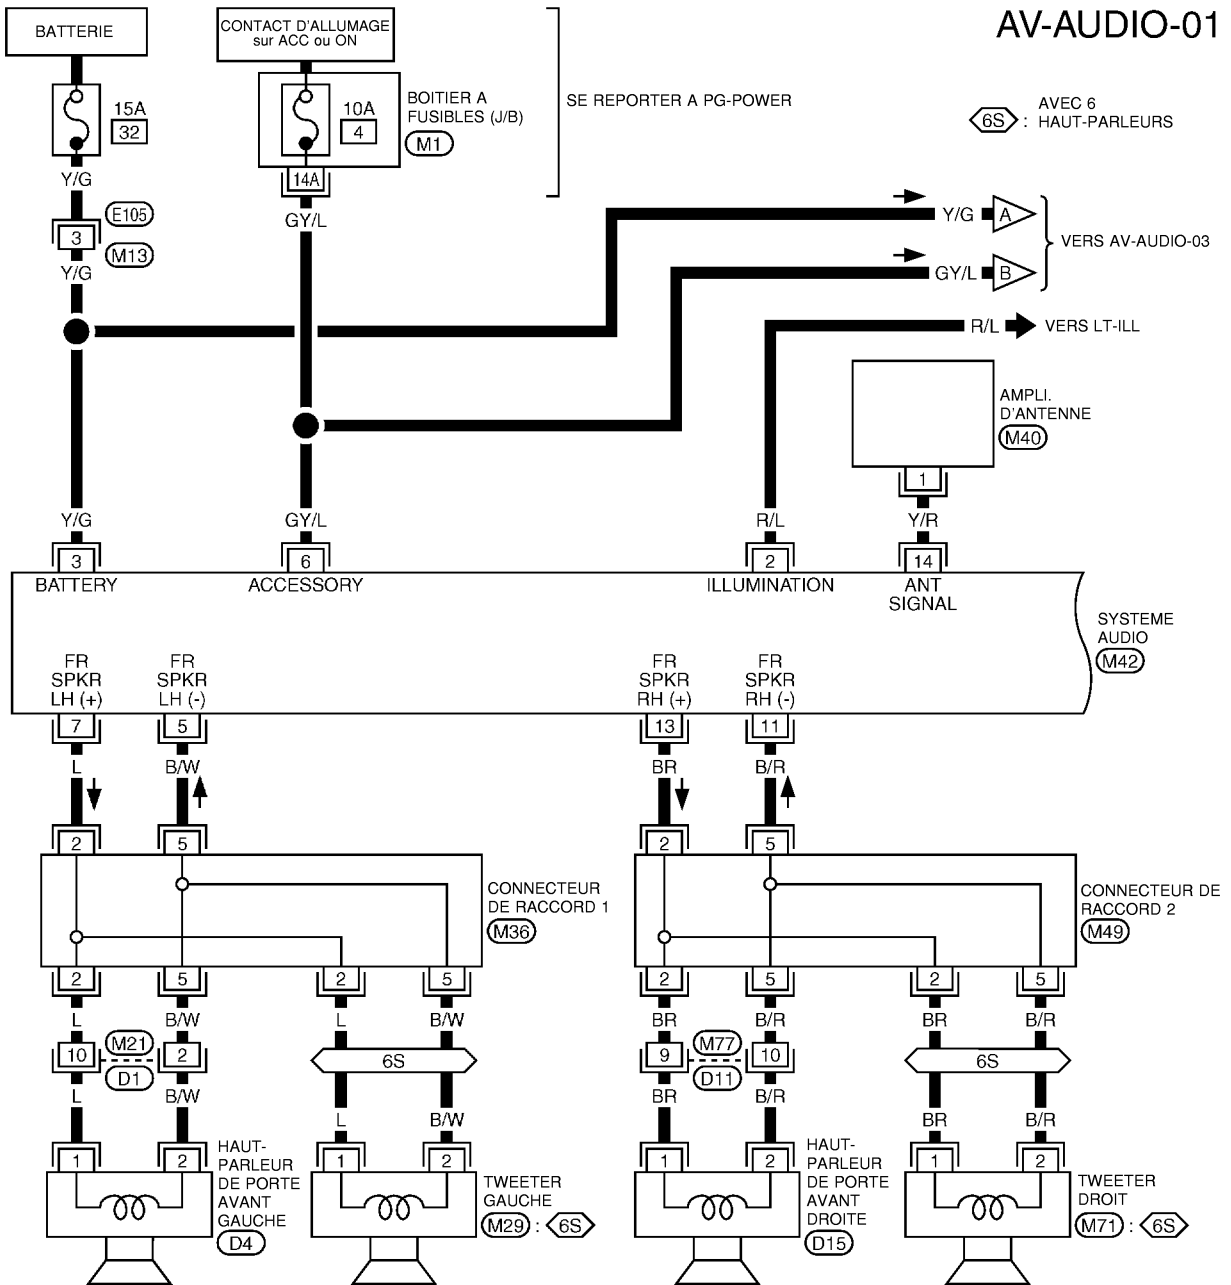 AV-AUDIO-01
BATTERIE
CONTACT D'ALLUMAGE
sur ACC ou ON
15A
32
10A
4
BOITIER A
FUSIBLES (J/B)
M1
SE REPORTER A PG-POWER
6S : AVEC 6
HAUT-PARLEURS
Y/G
14A
GY/L
E105
3
M13
Y/G
Y/G A
GY/L B
VERS AV-AUDIO-03
R/L VERS LT-ILL
AMPLI.
D'ANTENNE
M40
1
Y/G
GY/L
R/L
Y/R
3
6
2
14
BATTERY
ACCESSORY
ILLUMINATION
ANT
SIGNAL
SYSTEME
AUDIO
M42
FR
SPKR
LH (+)
FR
SPKR
LH (-)
FR
SPKR
RH (+)
FR
SPKR
RH (-)
7
5
13
11
L
B/W
BR
B/R
2
5
2
5
CONNECTEUR
DE RACCORD 1
M36
CONNECTEUR DE
RACCORD 2
M49
2
5
2
5
2
5
2
5
L
B/W
L
B/W
BR
B/R
BR
B/R
10
M21
D1
2
6S
9
M77
D11
10
6S
L
B/W
L
B/W
BR
B/R
BR
B/R
1
2
1
2
1
2
1
2
HAUT-
PARLEUR
DE PORTE
AVANT
GAUCHE
D4
TWEETER
GAUCHE
M29 : 6S
HAUT-
PARLEUR
DE PORTE
AVANT
DROITE
D15
TWEETER
DROIT
M71 : 6S